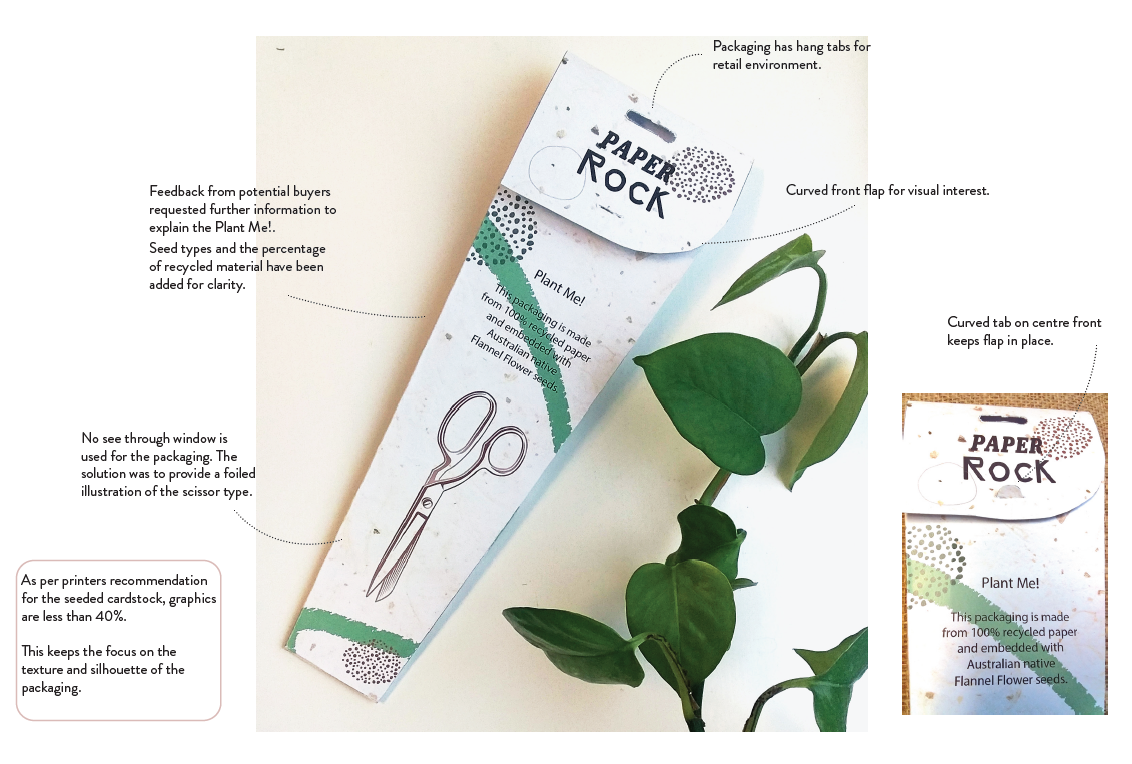 Packaging has hang tabs for
retail environment.
Feedback from potential buyers
requested further information to
explain the Plant Me!.
Seed types and the percentage
of recycled material have been
added for clarity.
Curved front flap for visual interest.
PAPER
ROCK
Plant Me!
This packaging is made
from 100% recycled paper
and embedded with
Australian native
Flannel Flower seeds.
Curved tab on centre front
keeps flap in place.
No see through window is
used for the packaging. The
solution was to provide a foiled
illustration of the scissor type.
As per printers recommendation
for the seeded cardstock, graphics
are less than 40%.
This keeps the focus on the
texture and silhouette of the
packaging.
PAPER
ROCK
Plant Me!
This packaging is made
from 100% recycled paper
and embedded with
Australian native
Flannel Flower seeds.